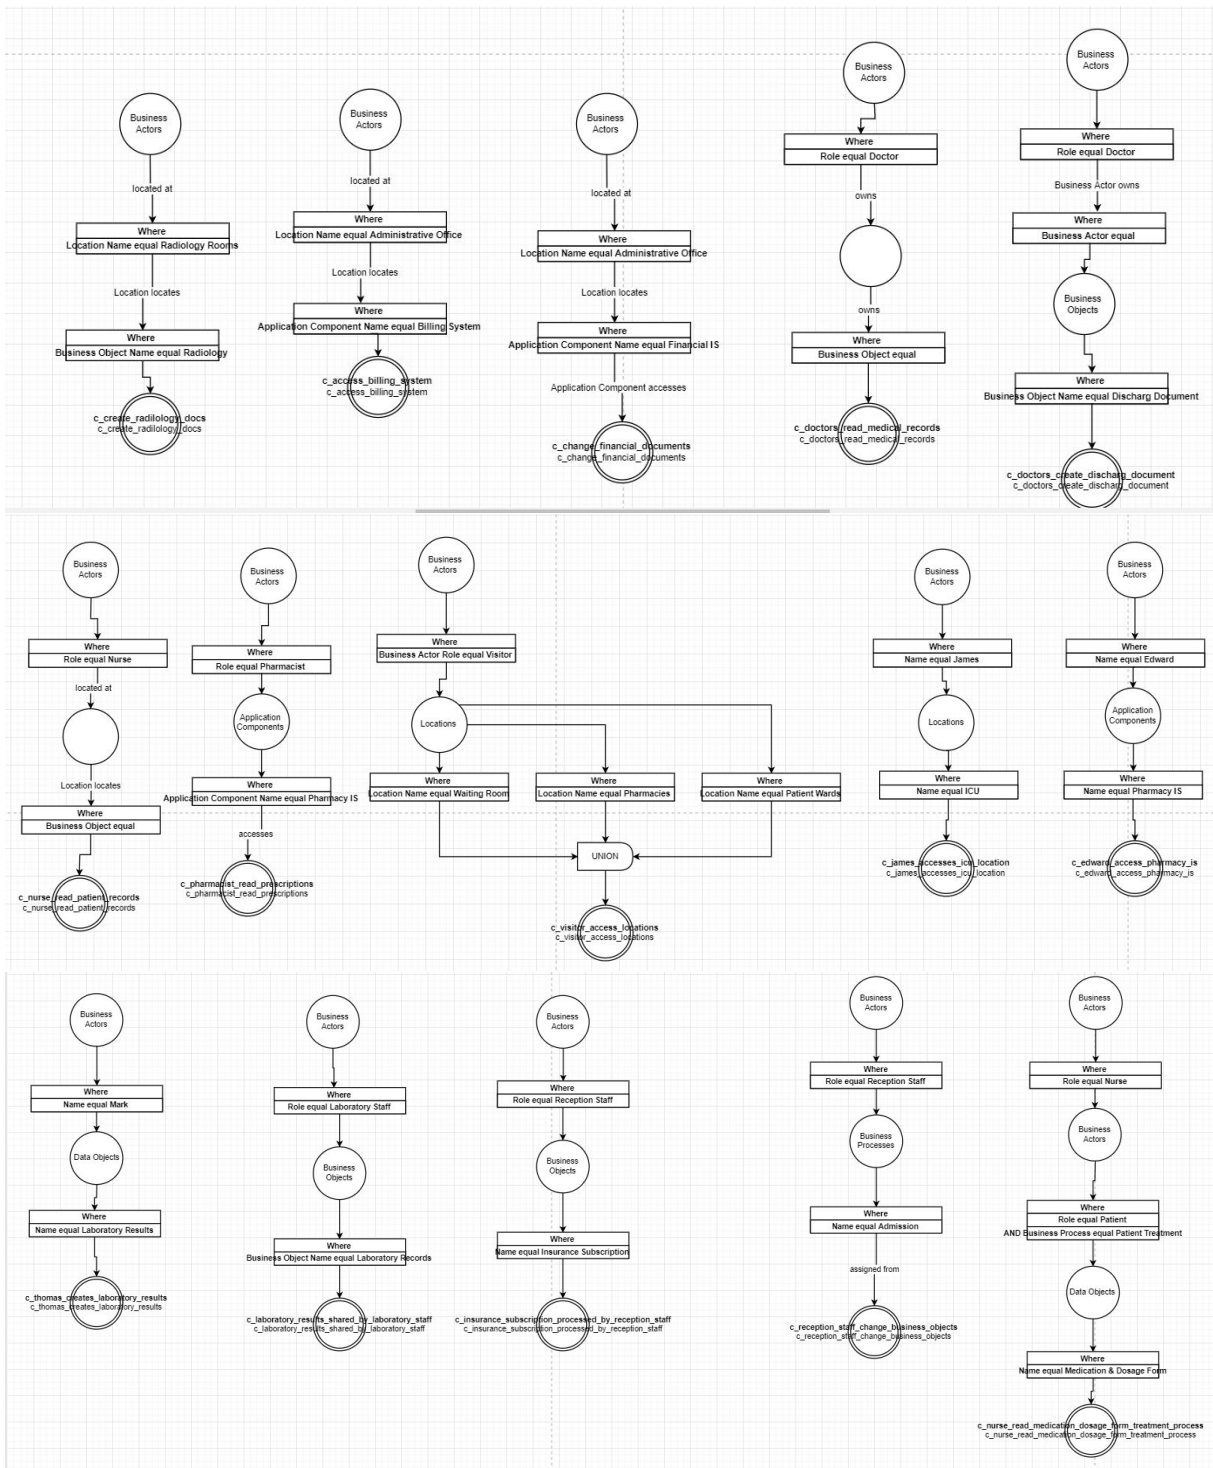 Business
Actors
located at
Where
Location Name equal Radiology Rooms
Location locates
Where
Business Object Name equal Radiology
c_create_radilology_docs
c_create_radilology_docs
Business
Actors
located at
Where
Location Name equal Administrative Office
Location locates
Where
Application Component Name equal Billing System
c_access_billing_system
c_access_billing_system
Business
Actors
located at
Where
Location Name equal Administrative Office
Location locates
Where
Application Component Name equal Financial IS
Application Component accesses
c_change_financial_documents
c_change_financial_documents
Business
Actors
Where
Role equal Doctor
owns
owns
Where
Business Object equal
c_doctors_read_medical_records
c_doctors_read_medical_records
Business
Actors
Where
Role equal Doctor
Business Actor owns
Where
Business Actor equal
Business
Objects
Where
Business Object Name equal Discharg Document
c_doctors_create_discharg_document
c_doctors_create_discharg_document
Business
Actors
Where
Role equal Nurse
located at
Location locates
Where
Business Object equal
c_nurse_read_patient_records
c_nurse_read_patient_records
Business
Actors
Where
Role equal Pharmacist
Application
Components
Where
Application Component Name equal Pharmacy IS
accesses
c_pharmacist_read_prescriptions
c_pharmacist_read_prescriptions
Business
Actors
Where
Business Actor Role equal Visitor
Locations
Where
Location Name equal Waiting Room
Where
Location Name equal Pharmacies
Where
Location Name equal Patient Wards
UNION
c_visitor_access_locations
c_visitor_access_locations
Business
Actors
Where
Name equal James
Locations
Where
Name equal ICU
c_james_accesses_icu_location
c_james_accesses_icu_location
Business
Actors
Where
Name equal Edward
Application
Components
Where
Name equal Pharmacy IS
c_edward_access_pharmacy_is
c_edward_access_pharmacy_is
Business
Actors
Where
Name equal Mark
Data Objects
Where
Name equal Laboratory Results
c_thomas_creates_laboratory_results
c_thomas_creates_laboratory_results
Business
Actors
Where
Role equal Laboratory Staff
Business
Objects
Where
Business Object Name equal Laboratory Records
c_laboratory_results_shared_by_laboratory_staff
c_laboratory_results_shared_by_laboratory_staff
Business
Actors
Where
Role equal Reception Staff
Business
Objects
Where
Name equal Insurance Subscription
c_insurance_subscription_processed_by_reception_staff
c_insurance_subscription_processed_by_reception_staff
Business
Actors
Where
Role equal Reception Staff
Business
Processes
Where
Name equal Admission
assigned from
c_reception_staff_change_business_objects
c_reception_staff_change_business_objects
Business
Actors
Where
Role equal Nurse
Business
Actors
Where
Role equal Patient
AND Business Process equal Patient Treatment
Data Objects
Where
Name equal Medication & Dosage Form
c_nurse_read_medication_dosage_form_treatment_process
c_nurse_read_medication_dosage_form_treatment_process